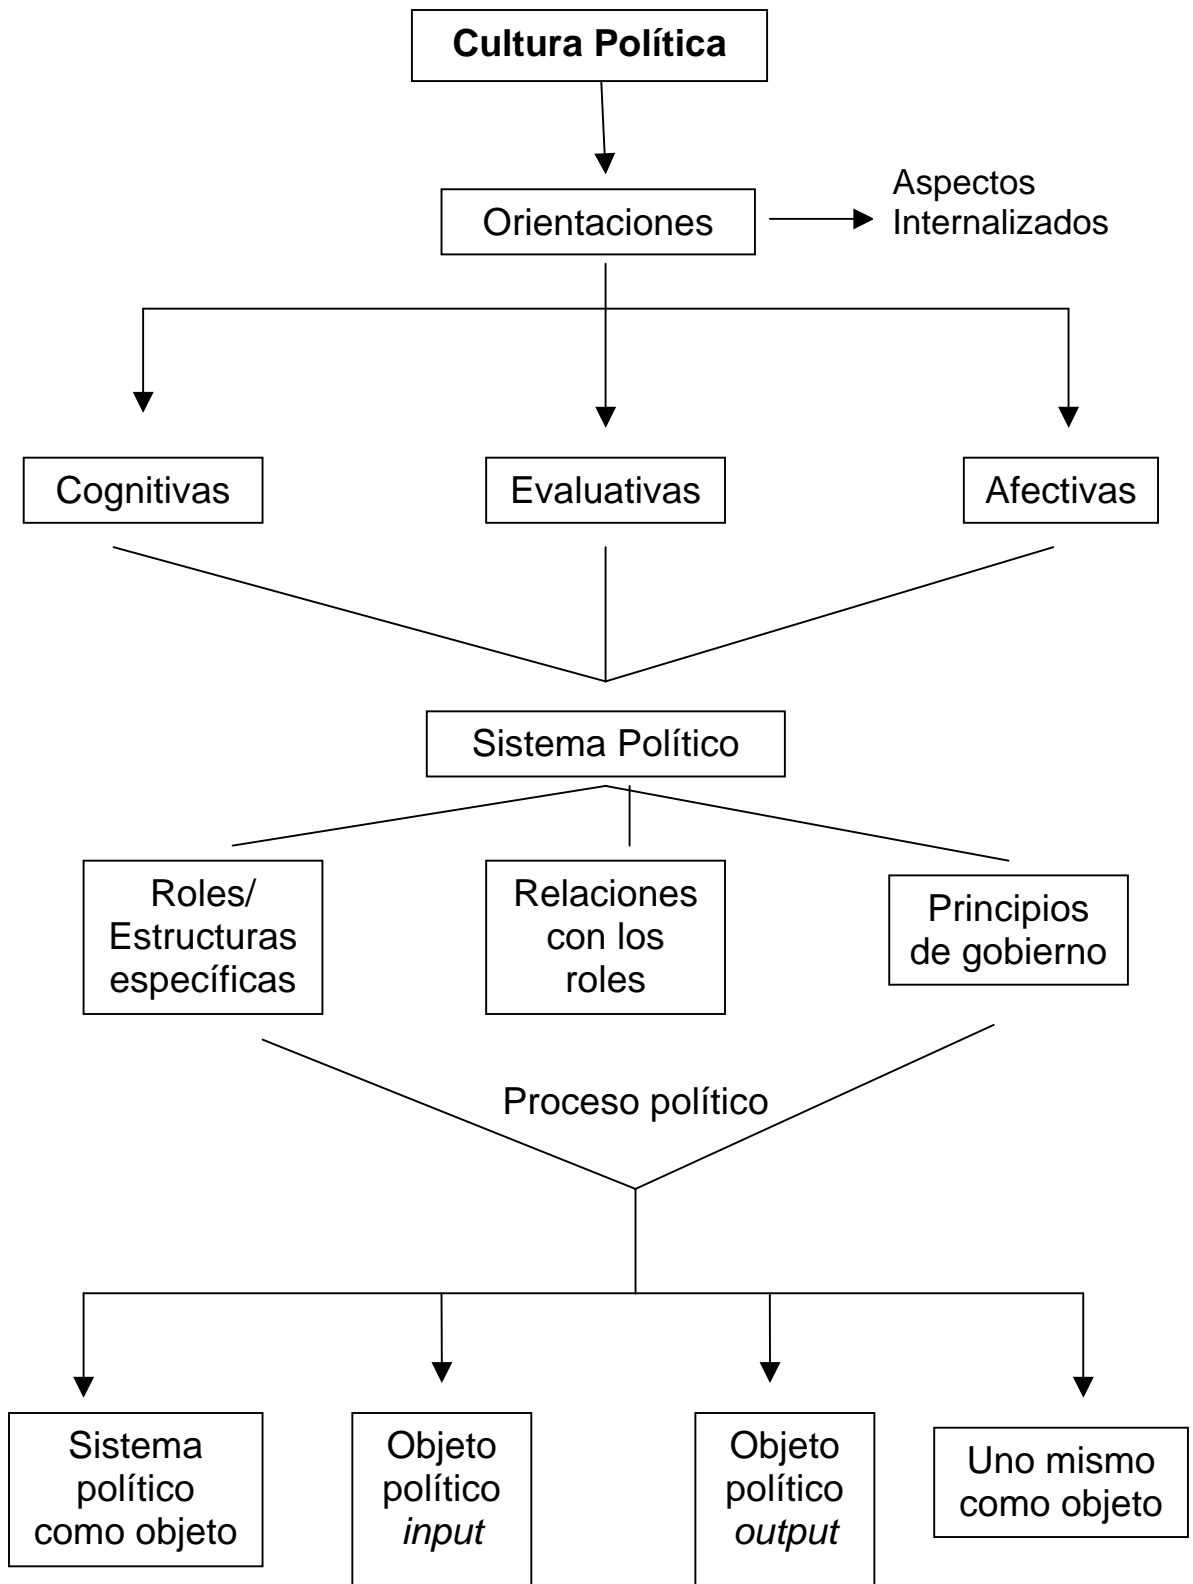 Cultura Política
Aspectos
Internalizados
Orientaciones
Cognitivas
Evaluativas
Afectivas
Sistema Político
Roles/
Estructuras
específicas
Relaciones
con los
roles
Principios
de gobierno
Proceso político
Sistema
político
como objeto
Objeto
político
input
Objeto
político
output
Uno mismo
como objeto